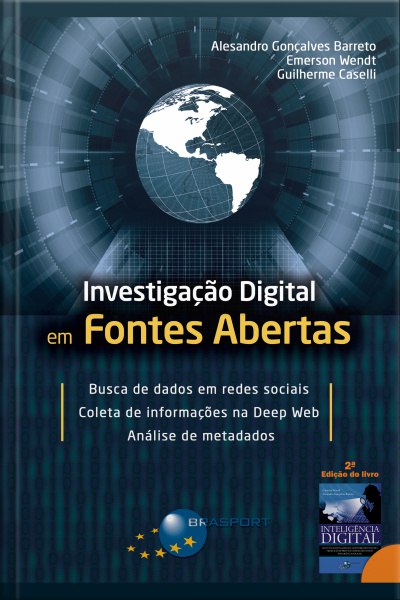 Alesandro Gonçalves Barreto
Emerson Wendt
Guilherme Caselli
Investigação Digital
em Fontes Abertas
Busca de dados em redes sociais
Coleta de informações na Deep Web
Análise de metadados
2ª
Edição do livro
INTELIGÊNCIA
DIGITAL
BRASPORT